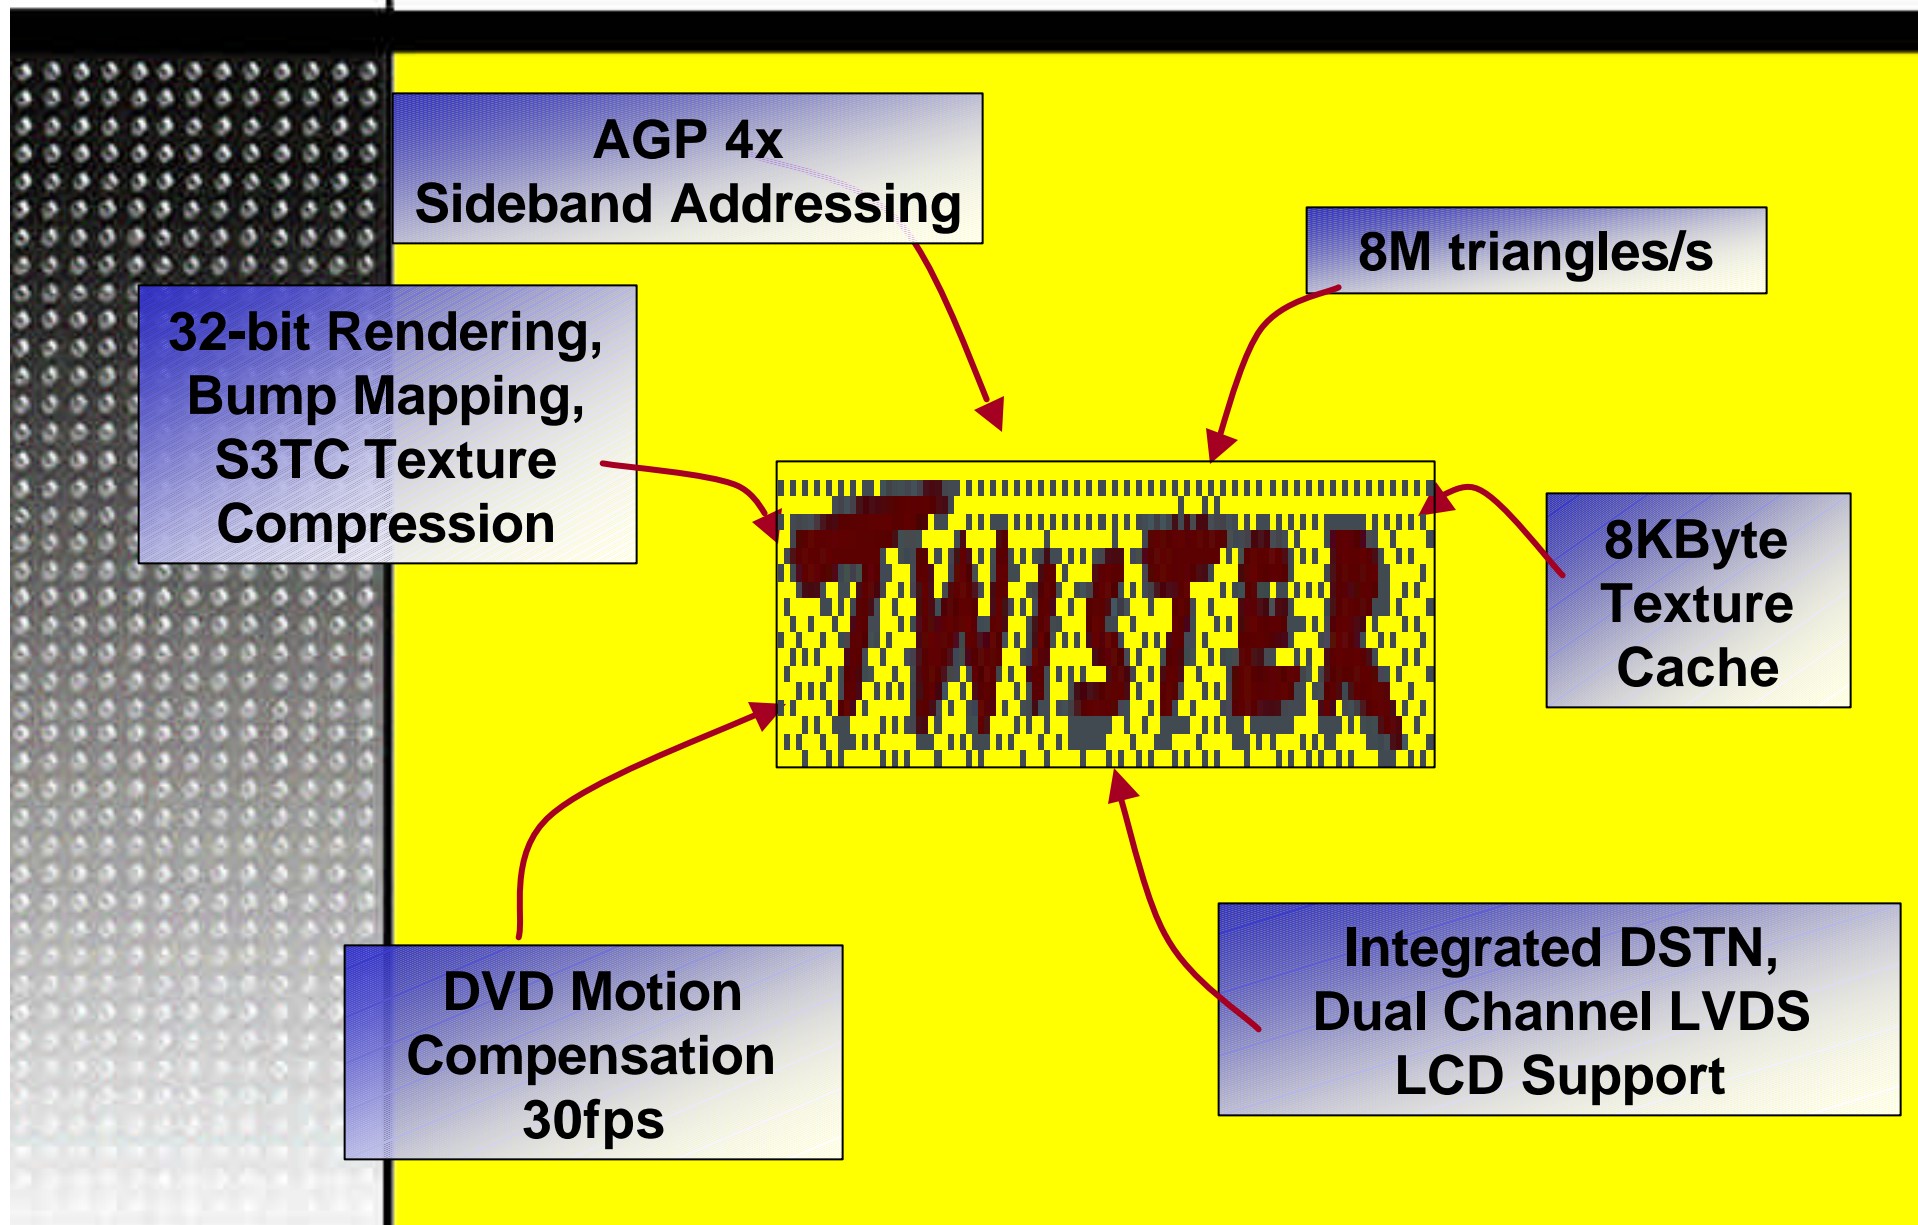 AGP 4x
Sideband Addressing
8M triangles/s
32-bit Rendering,
Bump Mapping,
S3TC Texture
Compression
TWISTER
8KByte
Texture
Cache
DVD Motion
Compensation
30fps
Integrated DSTN,
Dual Channel LVDS
LCD Support